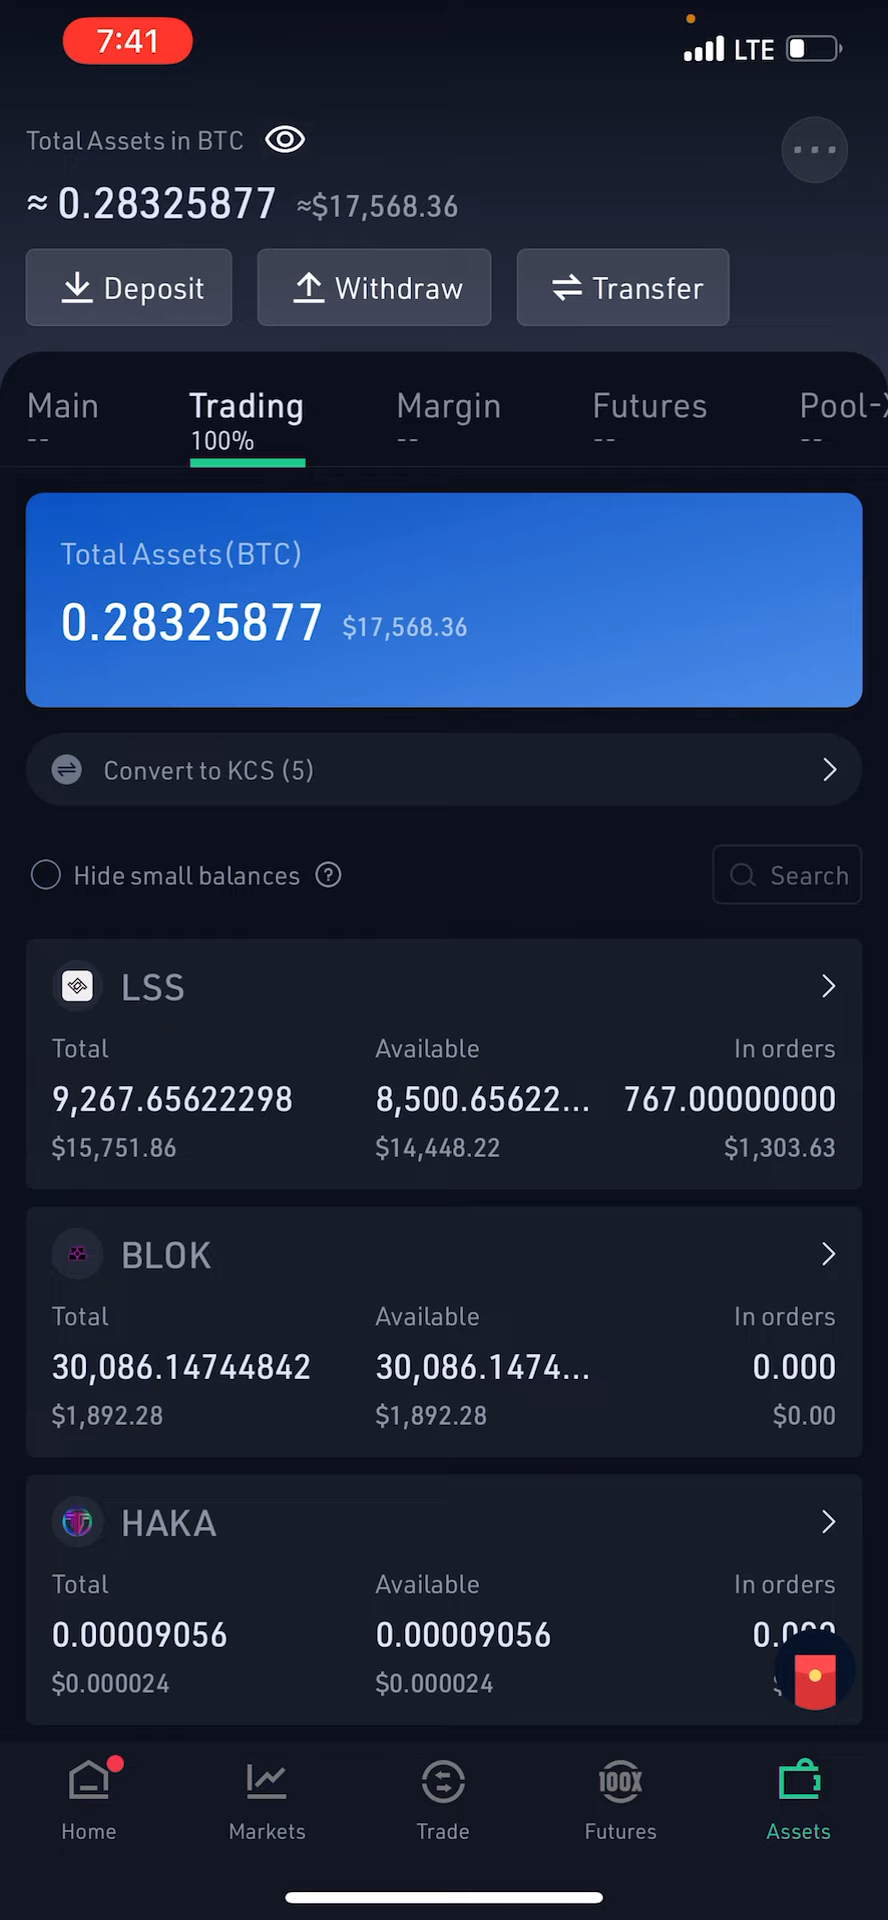 7:41
LTE
Total Assets in BTC
≈ 0.28325877 ≈$17,568.36
Deposit Withdraw Transfer
Main Trading Margin Futures Pool-X
-- 100% -- -- --
Total Assets(BTC)
0.28325877 $17,568.36
Convert to KCS (5)
Hide small balances ? Search
LSS
Total Available In orders
9,267.65622298 8,500.65622... 767.00000000
$15,751.86 $14,448.22 $1,303.63
BLOK
Total Available In orders
30,086.14744842 30,086.1474... 0.000
$1,892.28 $1,892.28 $0.00
HAKA
Total Available In orders
0.00009056 0.00009056
$0.000024 $0.000024
100X
Home Markets Trade Futures Assets